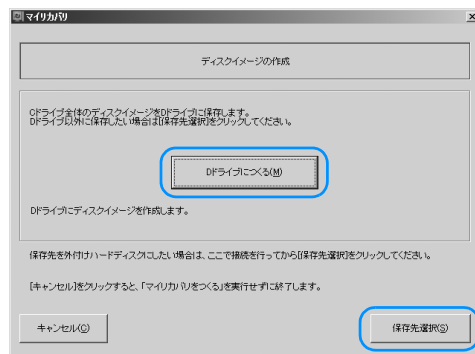 マイリカバリ
ディスクイメージの作成
Cドライブ全体のディスクイメージをDドライブに保存します。
Dドライブ以外に保存したい場合は[保存先選択]をクリックしてください。
Dドライブにつくる(M)
Dドライブにディスクイメージを作成します。
保存先を外付けハードディスクにしたい場合は、ここで接続を行ってから[保存先選択]をクリックしてください。
[キャンセル]をクリックすると、「マイリカバリをつくる」を実行せずに終了します。
キャンセル(C)
保存先選択(S)